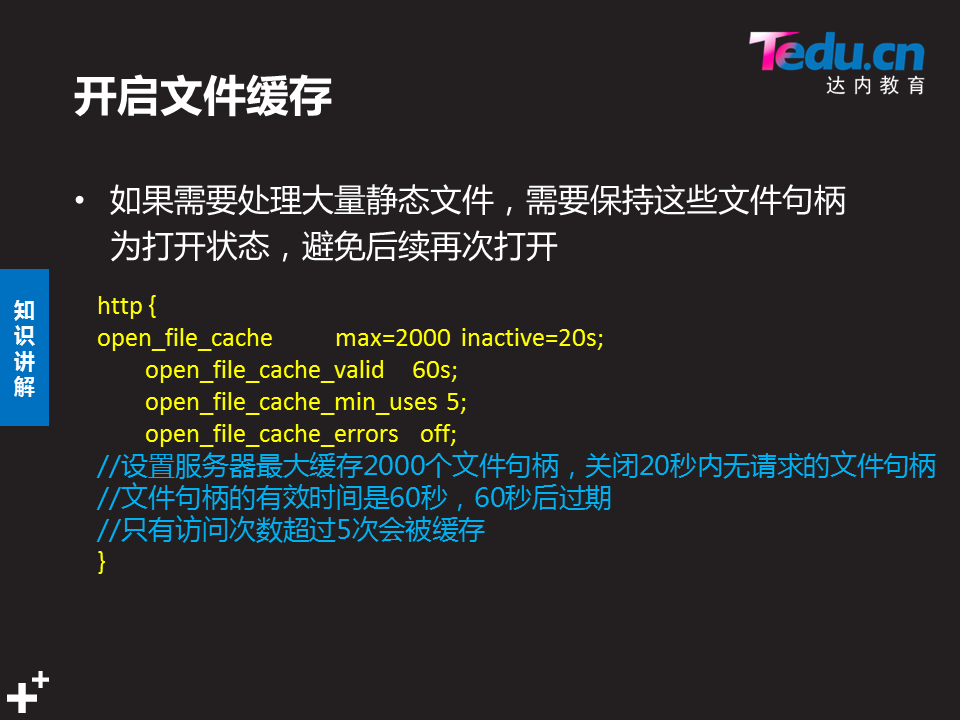 Tedu.cn
达内教育
开启文件缓存
• 如果需要处理大量静态文件，需要保持这些文件句柄
为打开状态，避免后续再次打开
知识讲解
http {
open_file_cache max=2000 inactive=20s;
open_file_cache_valid 60s;
open_file_cache_min_uses 5;
open_file_cache_errors off;
//设置服务器最大缓存2000个文件句柄，关闭20秒内无请求的文件句柄
//文件句柄的有效时间是60秒，60秒后过期
//只有访问次数超过5次会被缓存
}